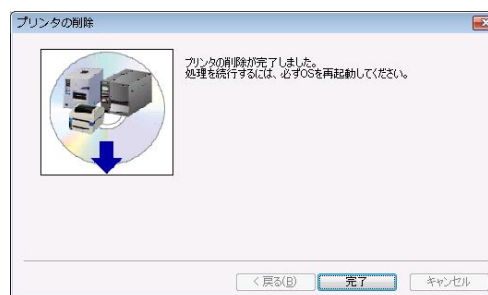 プリンタの削除
プリンタの削除が完了しました。
処理を続行するには、必ずOSを再起動してください。
< 戻る(B)
完了
キャンセル